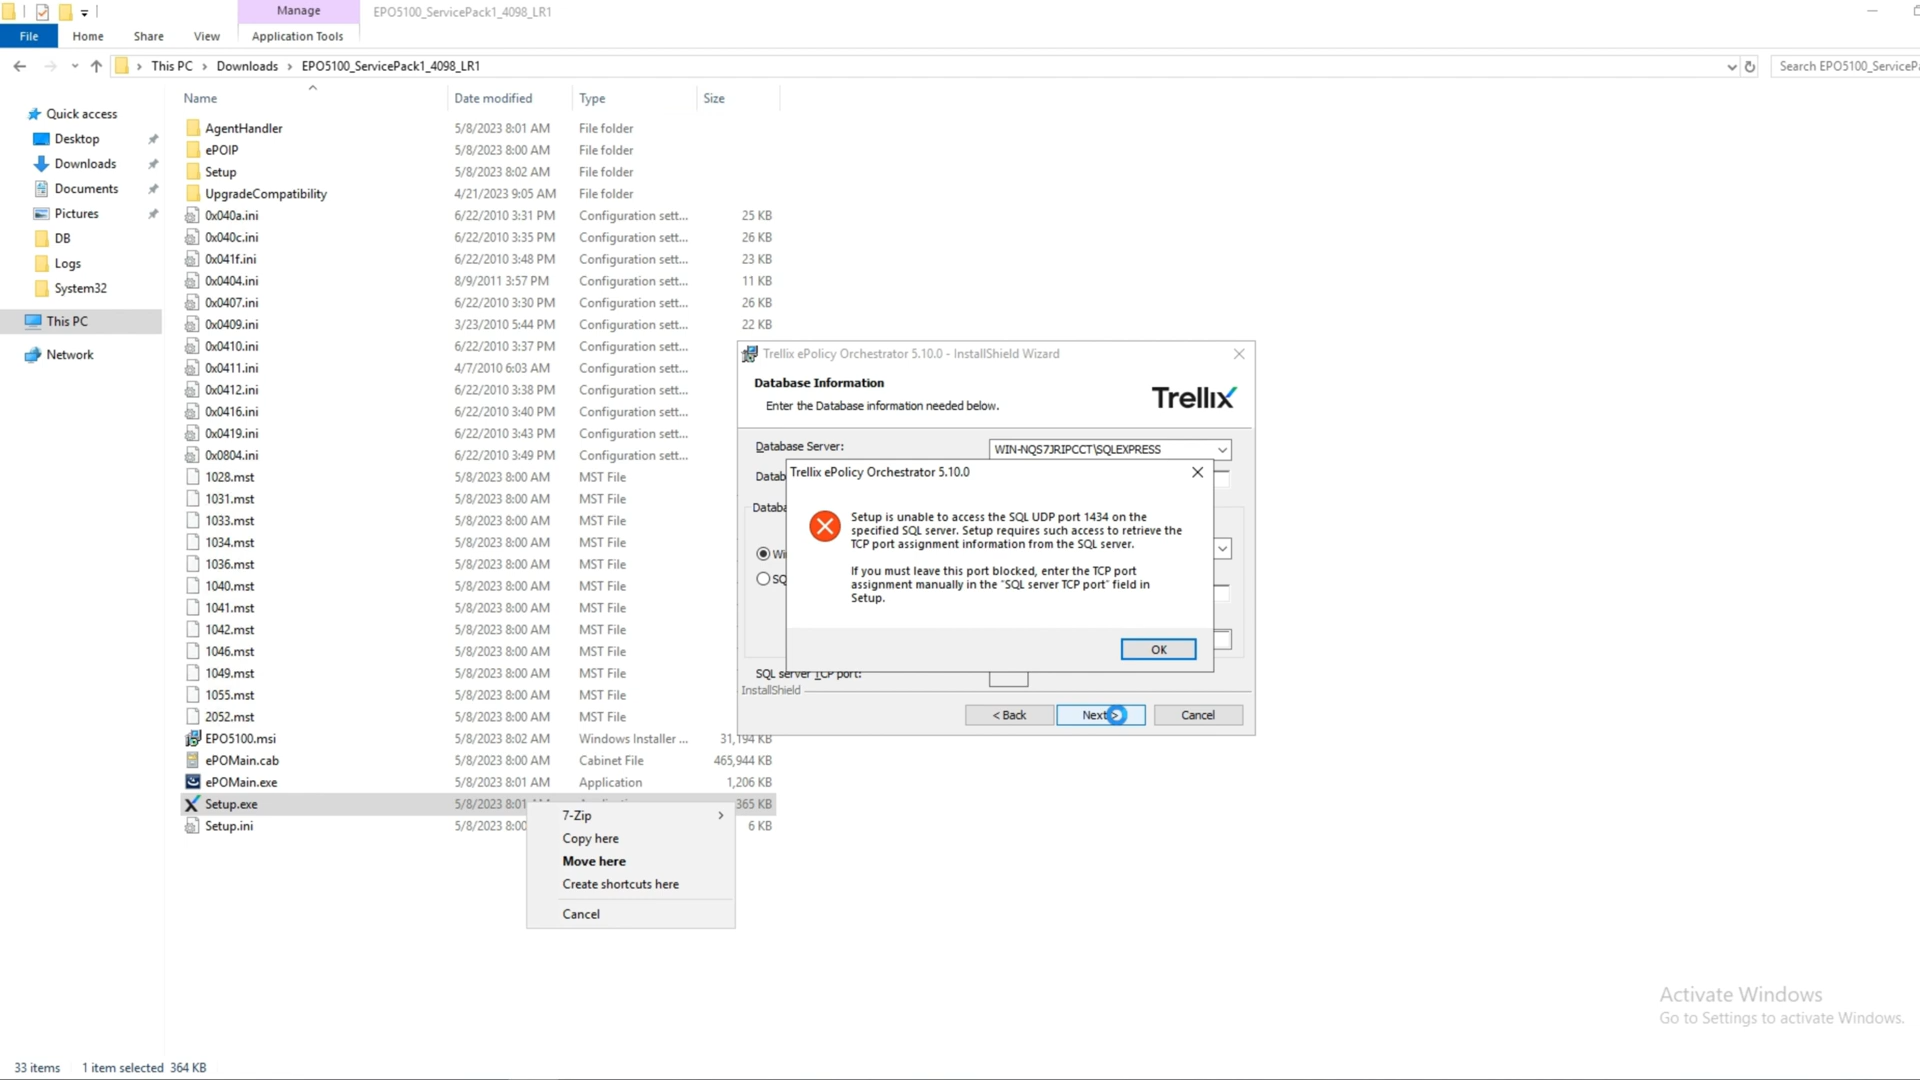 Manage
EPO5100_ServicePack1_4098_LR1
File
Home
Share
View
Application Tools
This PC
Downloads
EPO5100_ServicePack1_4098_LR1
Search EPO5100_ServicePa
Name
Date modified
Type
Size
Quick access
Desktop
Downloads
Documents
Pictures
DB
Logs
System32
This PC
Network
AgentHandler 5/8/2023 8:01 AM File folder
ePOIP 5/8/2023 8:00 AM File folder
Setup 5/8/2023 8:02 AM File folder
UpgradeCompatibility 4/21/2023 9:05 AM File folder
0x040a.ini 6/22/2010 3:31 PM Configuration sett... 25 KB
0x040c.ini 6/22/2010 3:35 PM Configuration sett... 26 KB
0x041f.ini 6/22/2010 3:48 PM Configuration sett... 23 KB
0x0404.ini 8/9/2011 3:57 PM Configuration sett... 11 KB
0x0407.ini 6/22/2010 3:30 PM Configuration sett... 26 KB
0x0409.ini 3/23/2010 5:44 PM Configuration sett... 22 KB
0x0410.ini 6/22/2010 3:37 PM Configuration sett...
0x0411.ini 4/7/2010 6:03 AM Configuration sett...
0x0412.ini 6/22/2010 3:38 PM Configuration sett...
0x0416.ini 6/22/2010 3:40 PM Configuration sett...
0x0419.ini 6/22/2010 3:43 PM Configuration sett...
0x0804.ini 6/22/2010 3:49 PM Configuration sett...
1028.mst 5/8/2023 8:00 AM MST File
1031.mst 5/8/2023 8:00 AM MST File
1033.mst 5/8/2023 8:00 AM MST File
1034.mst 5/8/2023 8:00 AM MST File
1036.mst 5/8/2023 8:00 AM MST File
1040.mst 5/8/2023 8:00 AM MST File
1041.mst 5/8/2023 8:00 AM MST File
1042.mst 5/8/2023 8:00 AM MST File
1046.mst 5/8/2023 8:00 AM MST File
1049.mst 5/8/2023 8:00 AM MST File
1055.mst 5/8/2023 8:00 AM MST File
2052.mst 5/8/2023 8:00 AM MST File
EPO5100.msi 5/8/2023 8:02 AM Windows Installer ... 31,194 KB
ePOMain.cab 5/8/2023 8:00 AM Cabinet File 465,944 KB
ePOMain.exe 5/8/2023 8:01 AM Application 1,206 KB
Setup.exe 5/8/2023 8:01 365 KB
Setup.ini 5/8/2023 8:00 6 KB
7-Zip
Copy here
Move here
Create shortcuts here
Cancel
Trellix ePolicy Orchestrator 5.10.0 - InstallShield Wizard
Database Information
Enter the Database information needed below.
Trellix
Database Server:
WIN-NQS7JRIPCCT\SQLEXPRESS
Datab
Databa
Wi
SQ
Trellix ePolicy Orchestrator 5.10.0
Setup is unable to access the SQL UDP port 1434 on the
specified SQL server. Setup requires such access to retrieve the
TCP port assignment information from the SQL server.
If you must leave this port blocked, enter the TCP port
assignment manually in the "SQL server TCP port" field in
Setup.
OK
SQL server TCP port:
InstallShield
< Back
Next >
Cancel
Activate Windows
Go to Settings to activate Windows.
33 items
1 item selected 364 KB